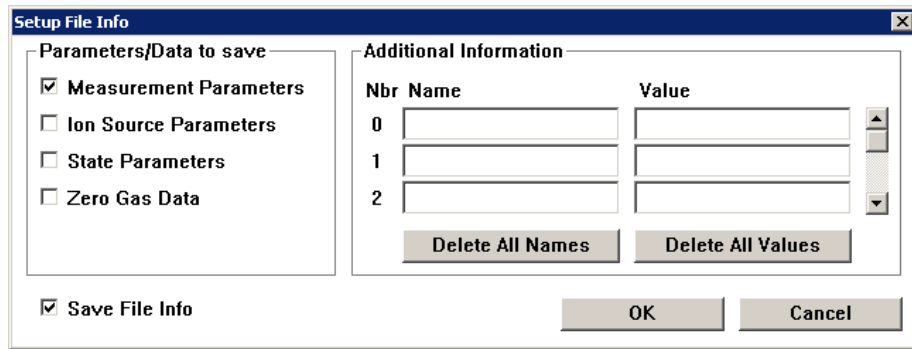 Setup File Info
Parameters/Data to save
Measurement Parameters
Ion Source Parameters
State Parameters
Zero Gas Data
Additional Information
Nbr Name Value
0
1
2
Delete All Names Delete All Values
Save File Info
OK Cancel